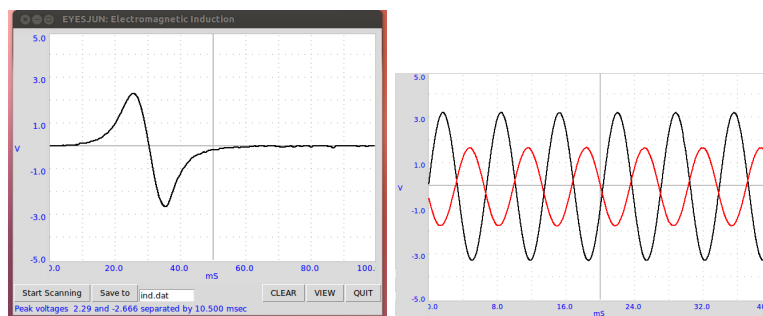 EYESJUN: Electromagnetic Induction
5.0
3.0
1.0
V
-1.0
-3.0
-5.0
0.0 20.0 40.0 60.0 80.0 100.
mS
Start Scanning Save to ind.dat CLEAR VIEW QUIT
Peak voltages 2.29 and -2.666 separated by 10.500 msec
5.0
3.0
1.0
V
-1.0
-3.0
-5.0
0.0 8.0 16.0 24.0 32.0 40
mS